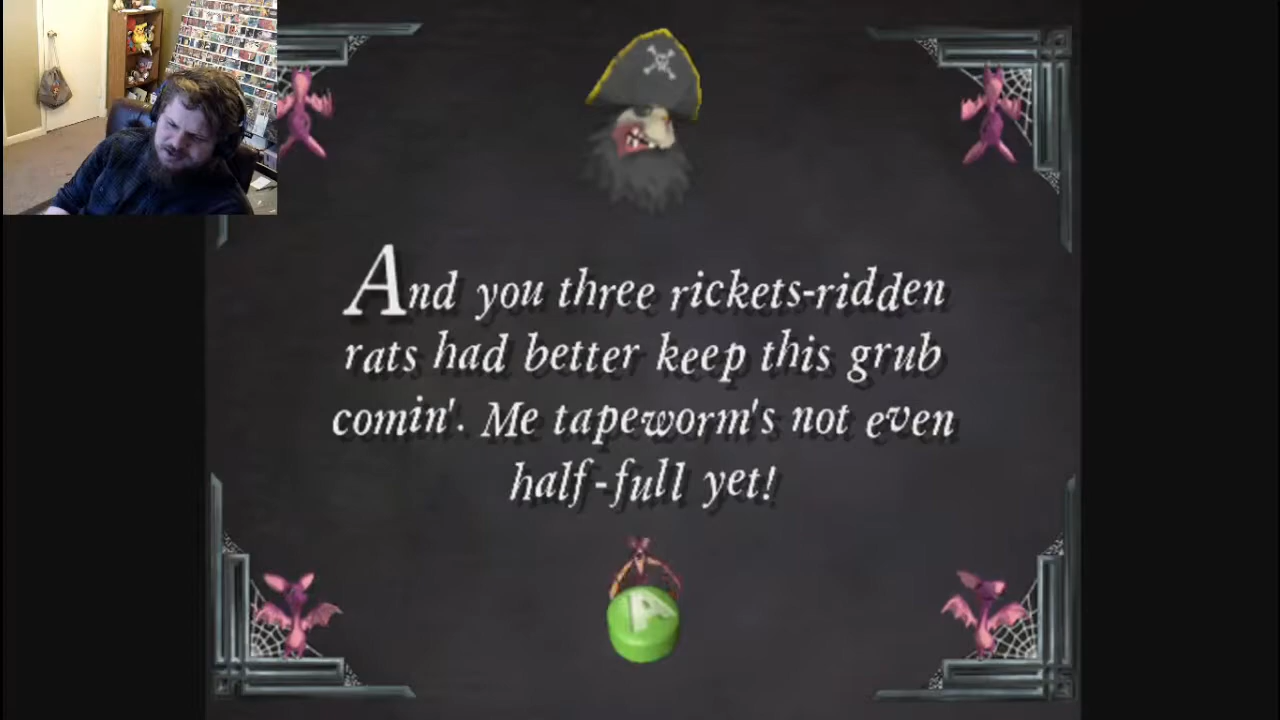 And you three rickets-ridden
rats had better keep this grub
comin'. Me tapeworm's not even
half-full yet!
A